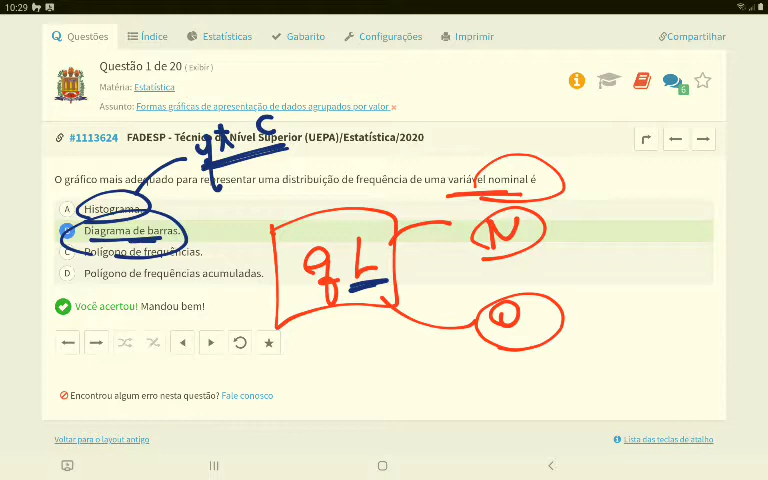 10:29
Questões Índice Estatísticas Gabarito Configurações Imprimir Compartilhar
Questão 1 de 20 ( Exibir )
Matéria: Estatística
Assunto: Formas gráficas de apresentação de dados agrupados por valor
6
#1113624 FADESP - Técnico de Nível Superior (UEPA)/Estatística/2020
O gráfico mais adequado para representar uma distribuição de frequência de uma variável nominal é
A Histograma.
Diagrama de barras.
C Polígono de frequências.
D Polígono de frequências acumuladas.
Você acertou! Mandou bem!
C
N
q L
O
Encontrou algum erro nesta questão? Fale conosco
Voltar para o layout antigo
Lista das teclas de atalho